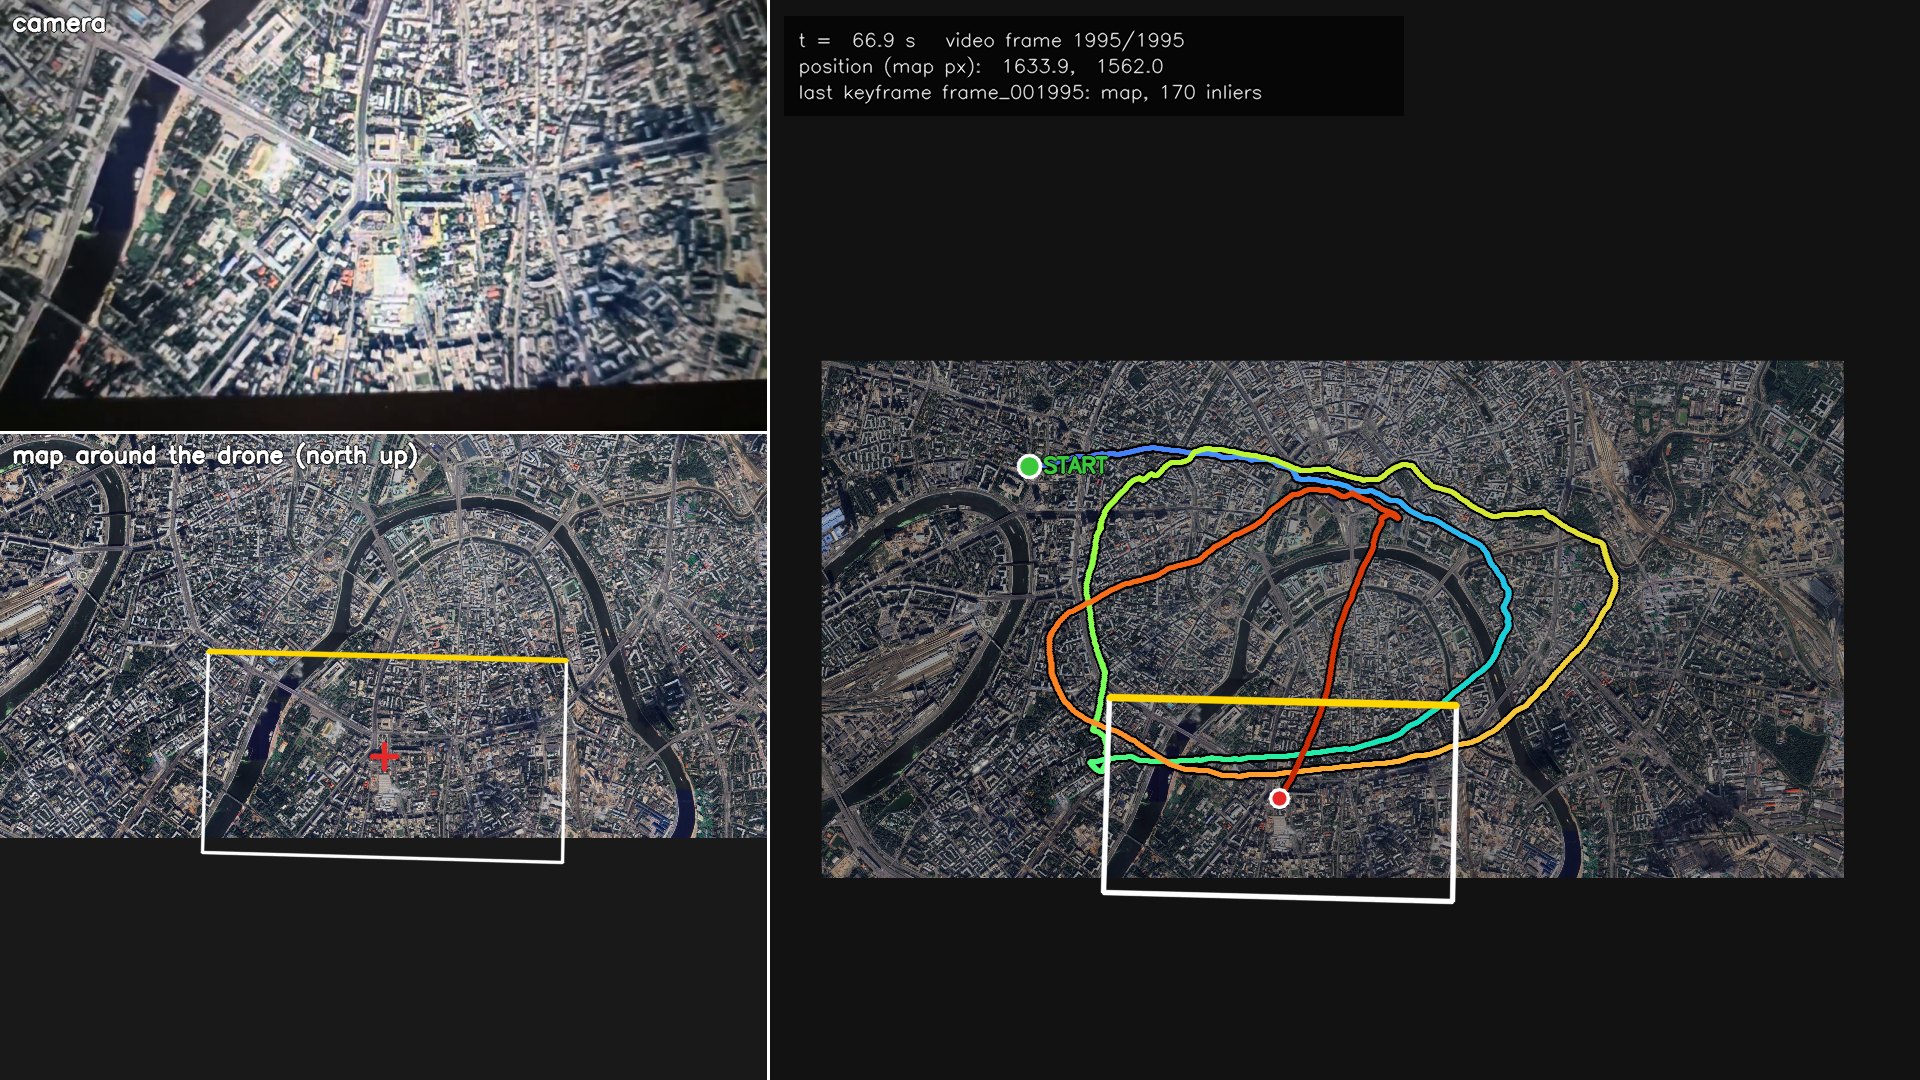 camera
t =  66.9 s   video frame 1995/1995
position (map px):  1633.9,  1562.0
last keyframe frame_001995: map, 170 inliers
map around the drone (north up)
START